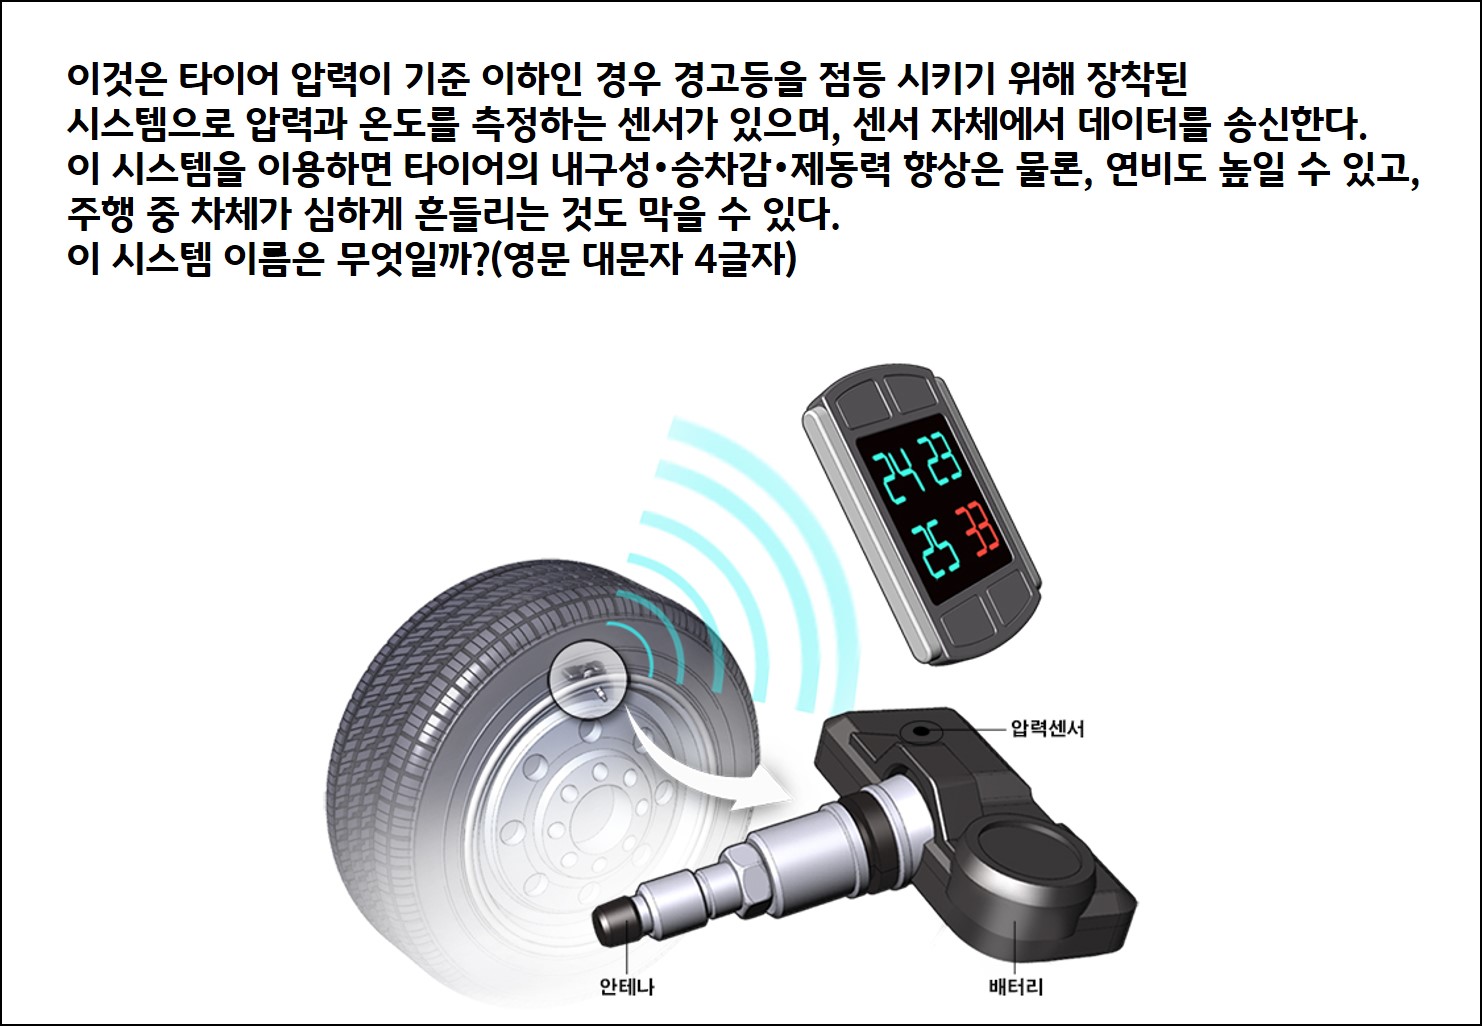 이것은 타이어 압력이 기준 이하인 경우 경고등을 점등 시키기 위해 장착된
시스템으로 압력과 온도를 측정하는 센서가 있으며, 센서 자체에서 데이터를 송신한다.
이 시스템을 이용하면 타이어의 내구성•승차감•제동력 향상은 물론, 연비도 높일 수 있고,
주행 중 차체가 심하게 흔들리는 것도 막을 수 있다.
이 시스템 이름은 무엇일까?(영문 대문자 4글자)
24 23
25 33
압력센서
안테나
배터리